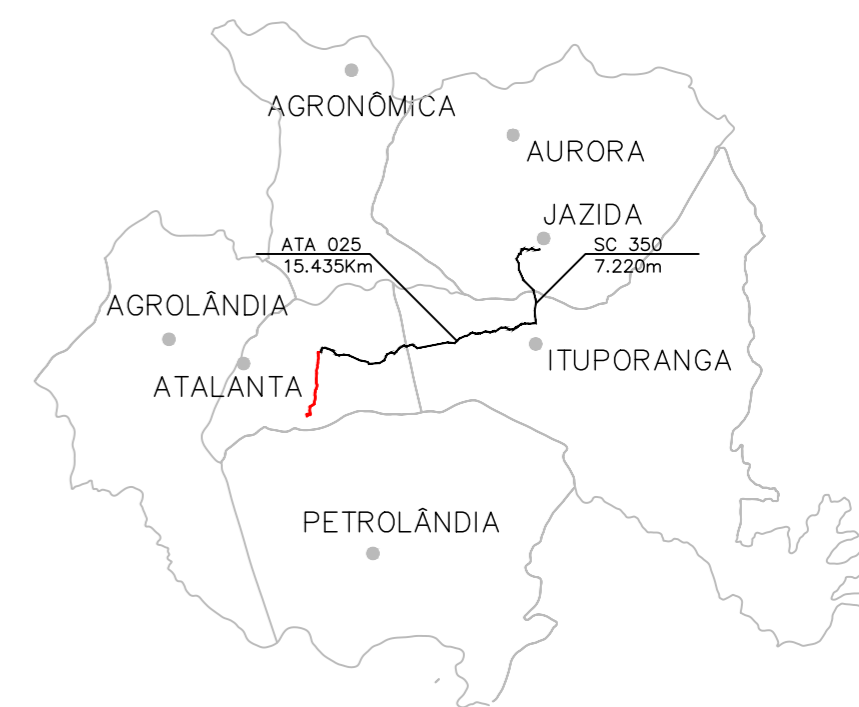 AGRONÔMICA
AURORA
JAZIDA
ATA 025
15.435Km
SC 350
7.220m
AGROLÂNDIA
ATALANTA
ITUPORANGA
PETROLÂNDIA